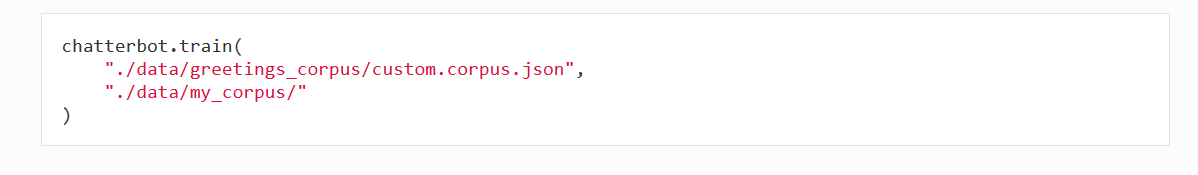 chatterbot.train(
    "./data/greetings_corpus/custom.corpus.json",
    "./data/my_corpus/"
)